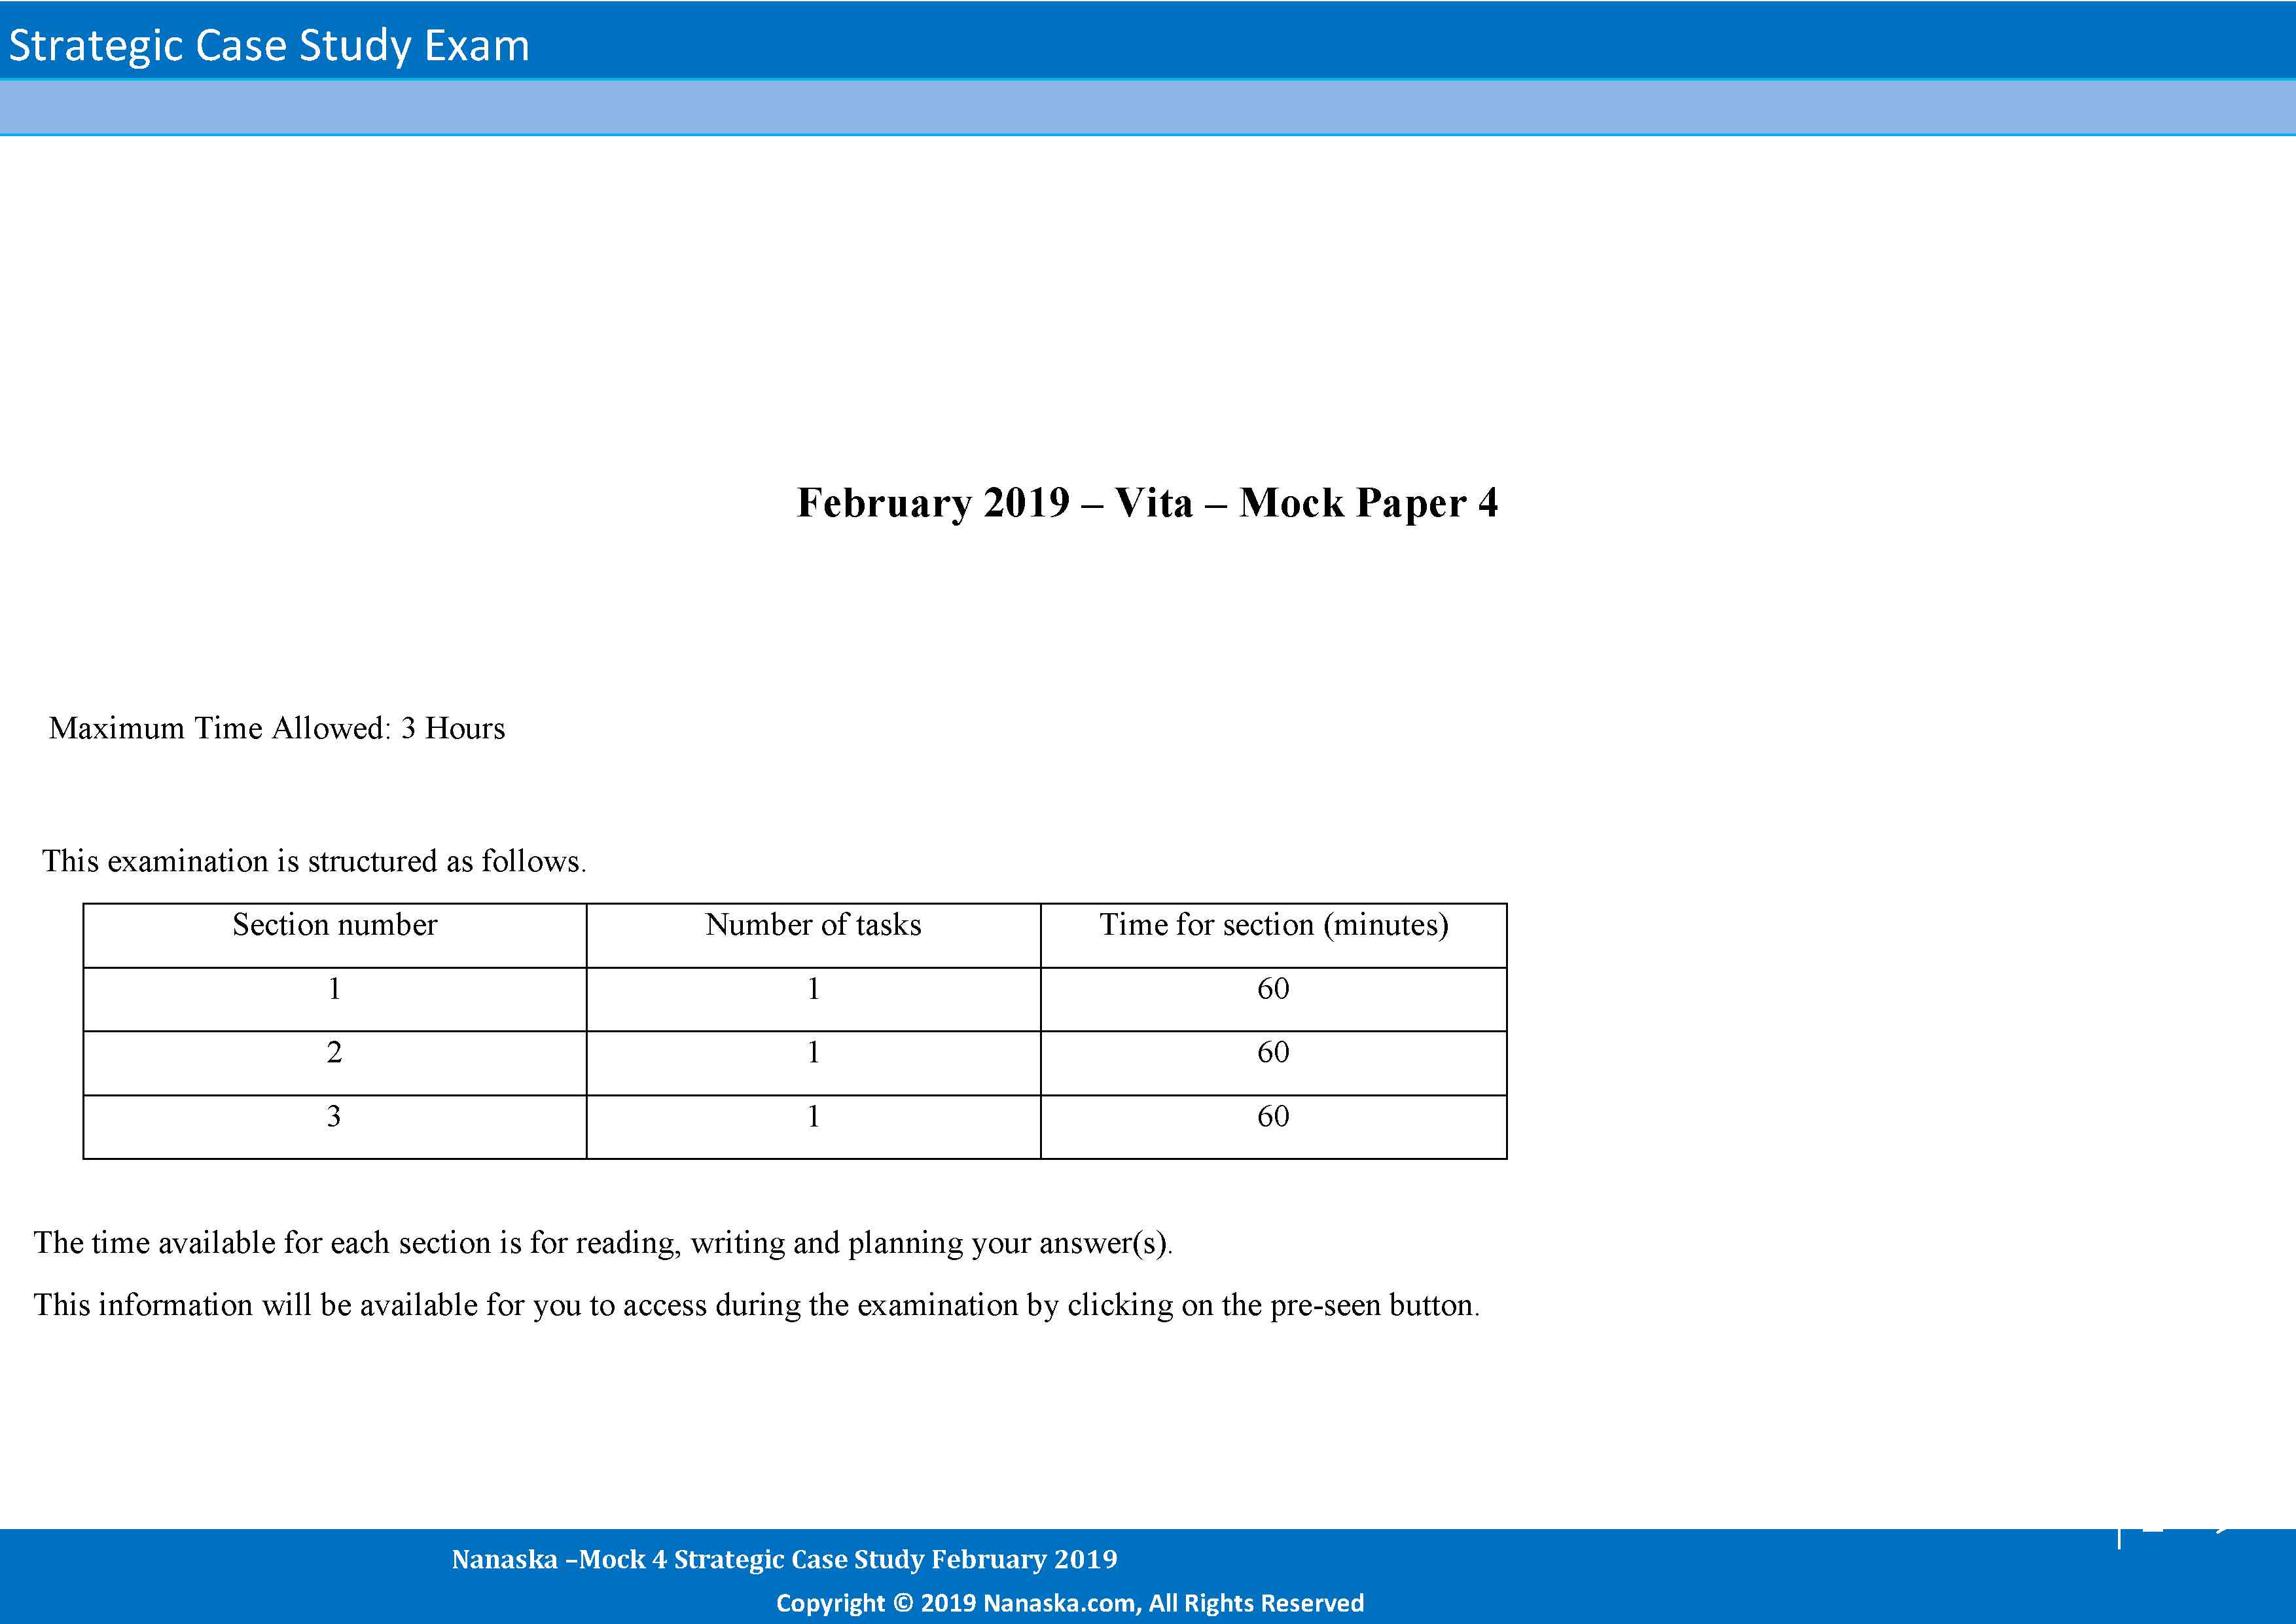 Strategic Case Study Exam
February 2019 – Vita – Mock Paper 4
Maximum Time Allowed: 3 Hours
This examination is structured as follows.
Section number Number of tasks Time for section (minutes)
1 1 60
2 1 60
3 1 60
The time available for each section is for reading, writing and planning your answer(s).
This information will be available for you to access during the examination by clicking on the pre-seen button.
Nanaska –Mock 4 Strategic Case Study February 2019
Copyright © 2019 Nanaska.com, All Rights Reserved